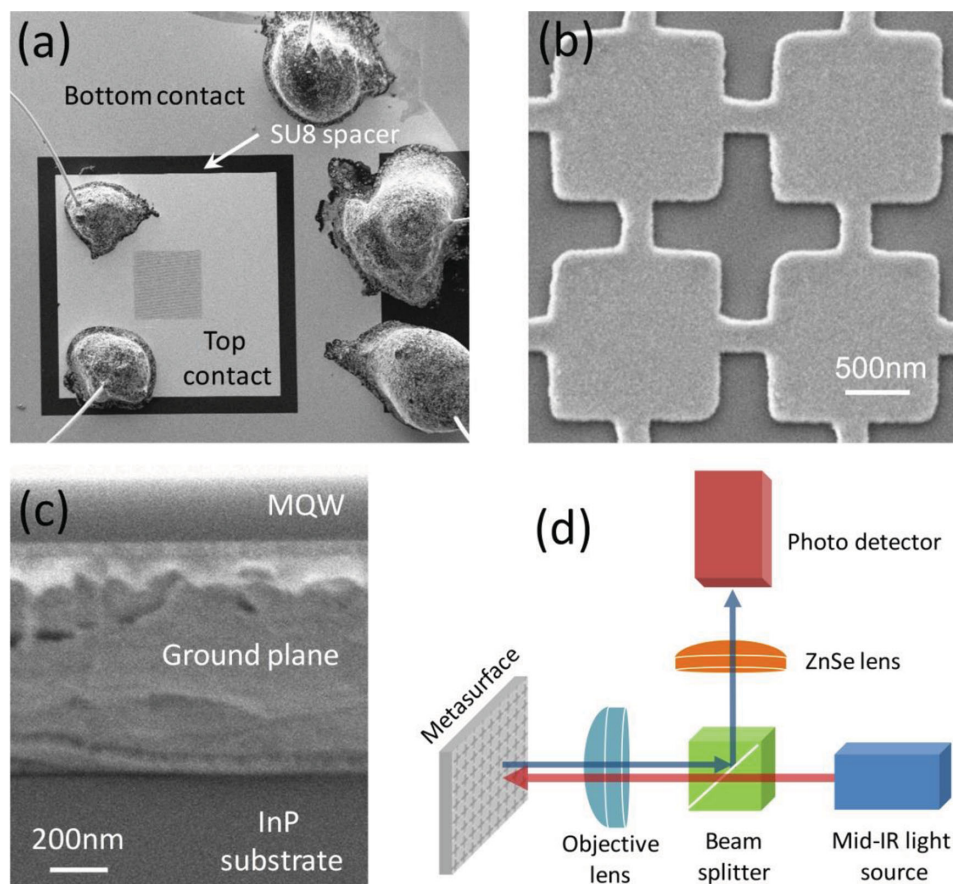 (a)
Bottom contact
SU8 spacer
Top
contact
(b)
500nm
(c)
MQW
Ground plane
200nm
InP
substrate
(d)
Photo detector
ZnSe lens
Metasurface
Objective
lens
Beam
splitter
Mid-IR light
source